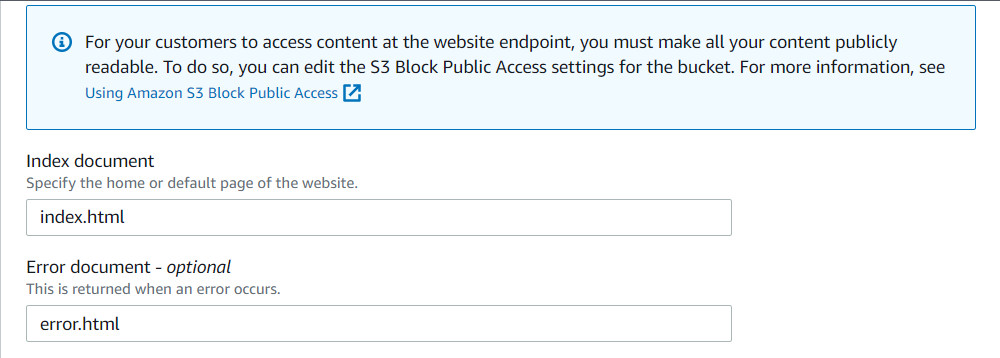 For your customers to access content at the website endpoint, you must make all your content publicly
readable. To do so, you can edit the S3 Block Public Access settings for the bucket. For more information, see
Using Amazon S3 Block Public Access
Index document
Specify the home or default page of the website.
index.html
Error document - optional
This is returned when an error occurs.
error.html